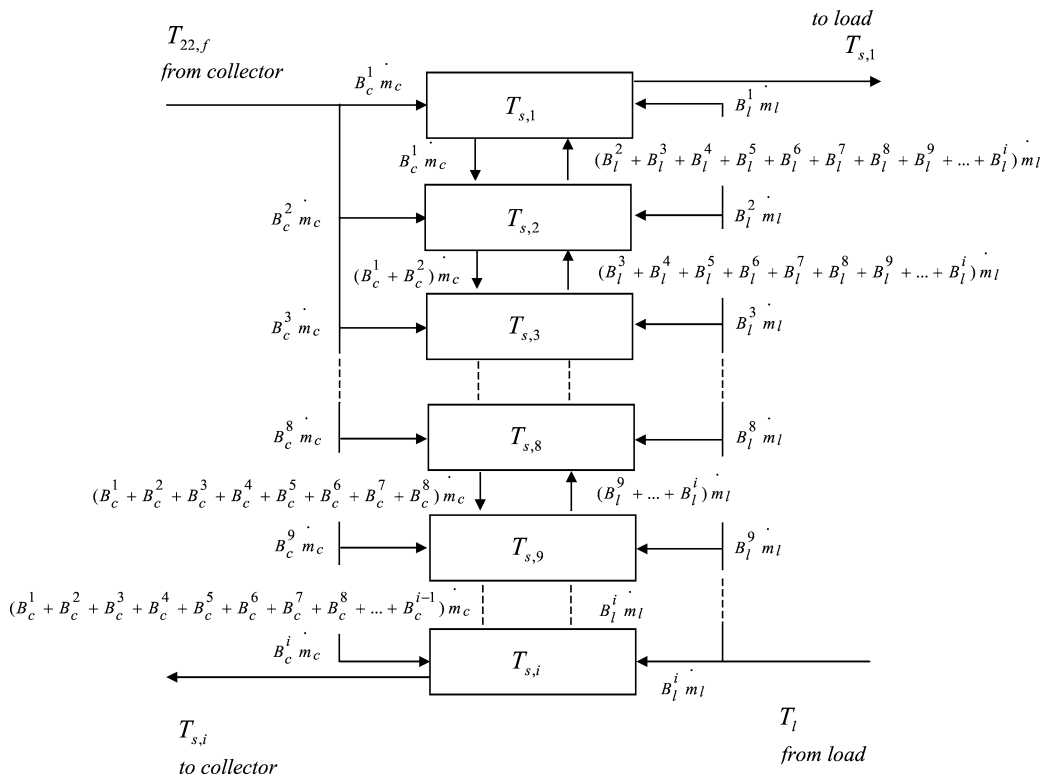 T_{22,f}
from collector
to load
T_{s,1}
B_c^1 ṁ_c
T_{s,1}
B_l^1 ṁ_l
B_c^1 ṁ_c
(B_l^2 + B_l^3 + B_l^4 + B_l^5 + B_l^6 + B_l^7 + B_l^8 + B_l^9 + ... + B_l^i) ṁ_l
B_c^2 ṁ_c
T_{s,2}
B_l^2 ṁ_l
(B_c^1 + B_c^2) ṁ_c
(B_l^3 + B_l^4 + B_l^5 + B_l^6 + B_l^7 + B_l^8 + B_l^9 + ... + B_l^i) ṁ_l
B_c^3 ṁ_c
T_{s,3}
B_l^3 ṁ_l
B_c^8 ṁ_c
T_{s,8}
B_l^8 ṁ_l
(B_c^1 + B_c^2 + B_c^3 + B_c^4 + B_c^5 + B_c^6 + B_c^7 + B_c^8) ṁ_c
(B_l^9 + ... + B_l^i) ṁ_l
B_c^9 ṁ_c
T_{s,9}
B_l^9 ṁ_l
(B_c^1 + B_c^2 + B_c^3 + B_c^4 + B_c^5 + B_c^6 + B_c^7 + B_c^8 + ... + B_c^{i-1}) ṁ_c
B_l^i ṁ_l
B_c^i ṁ_c
T_{s,i}
B_l^i ṁ_l
T_{s,i}
to collector
T_l
from load